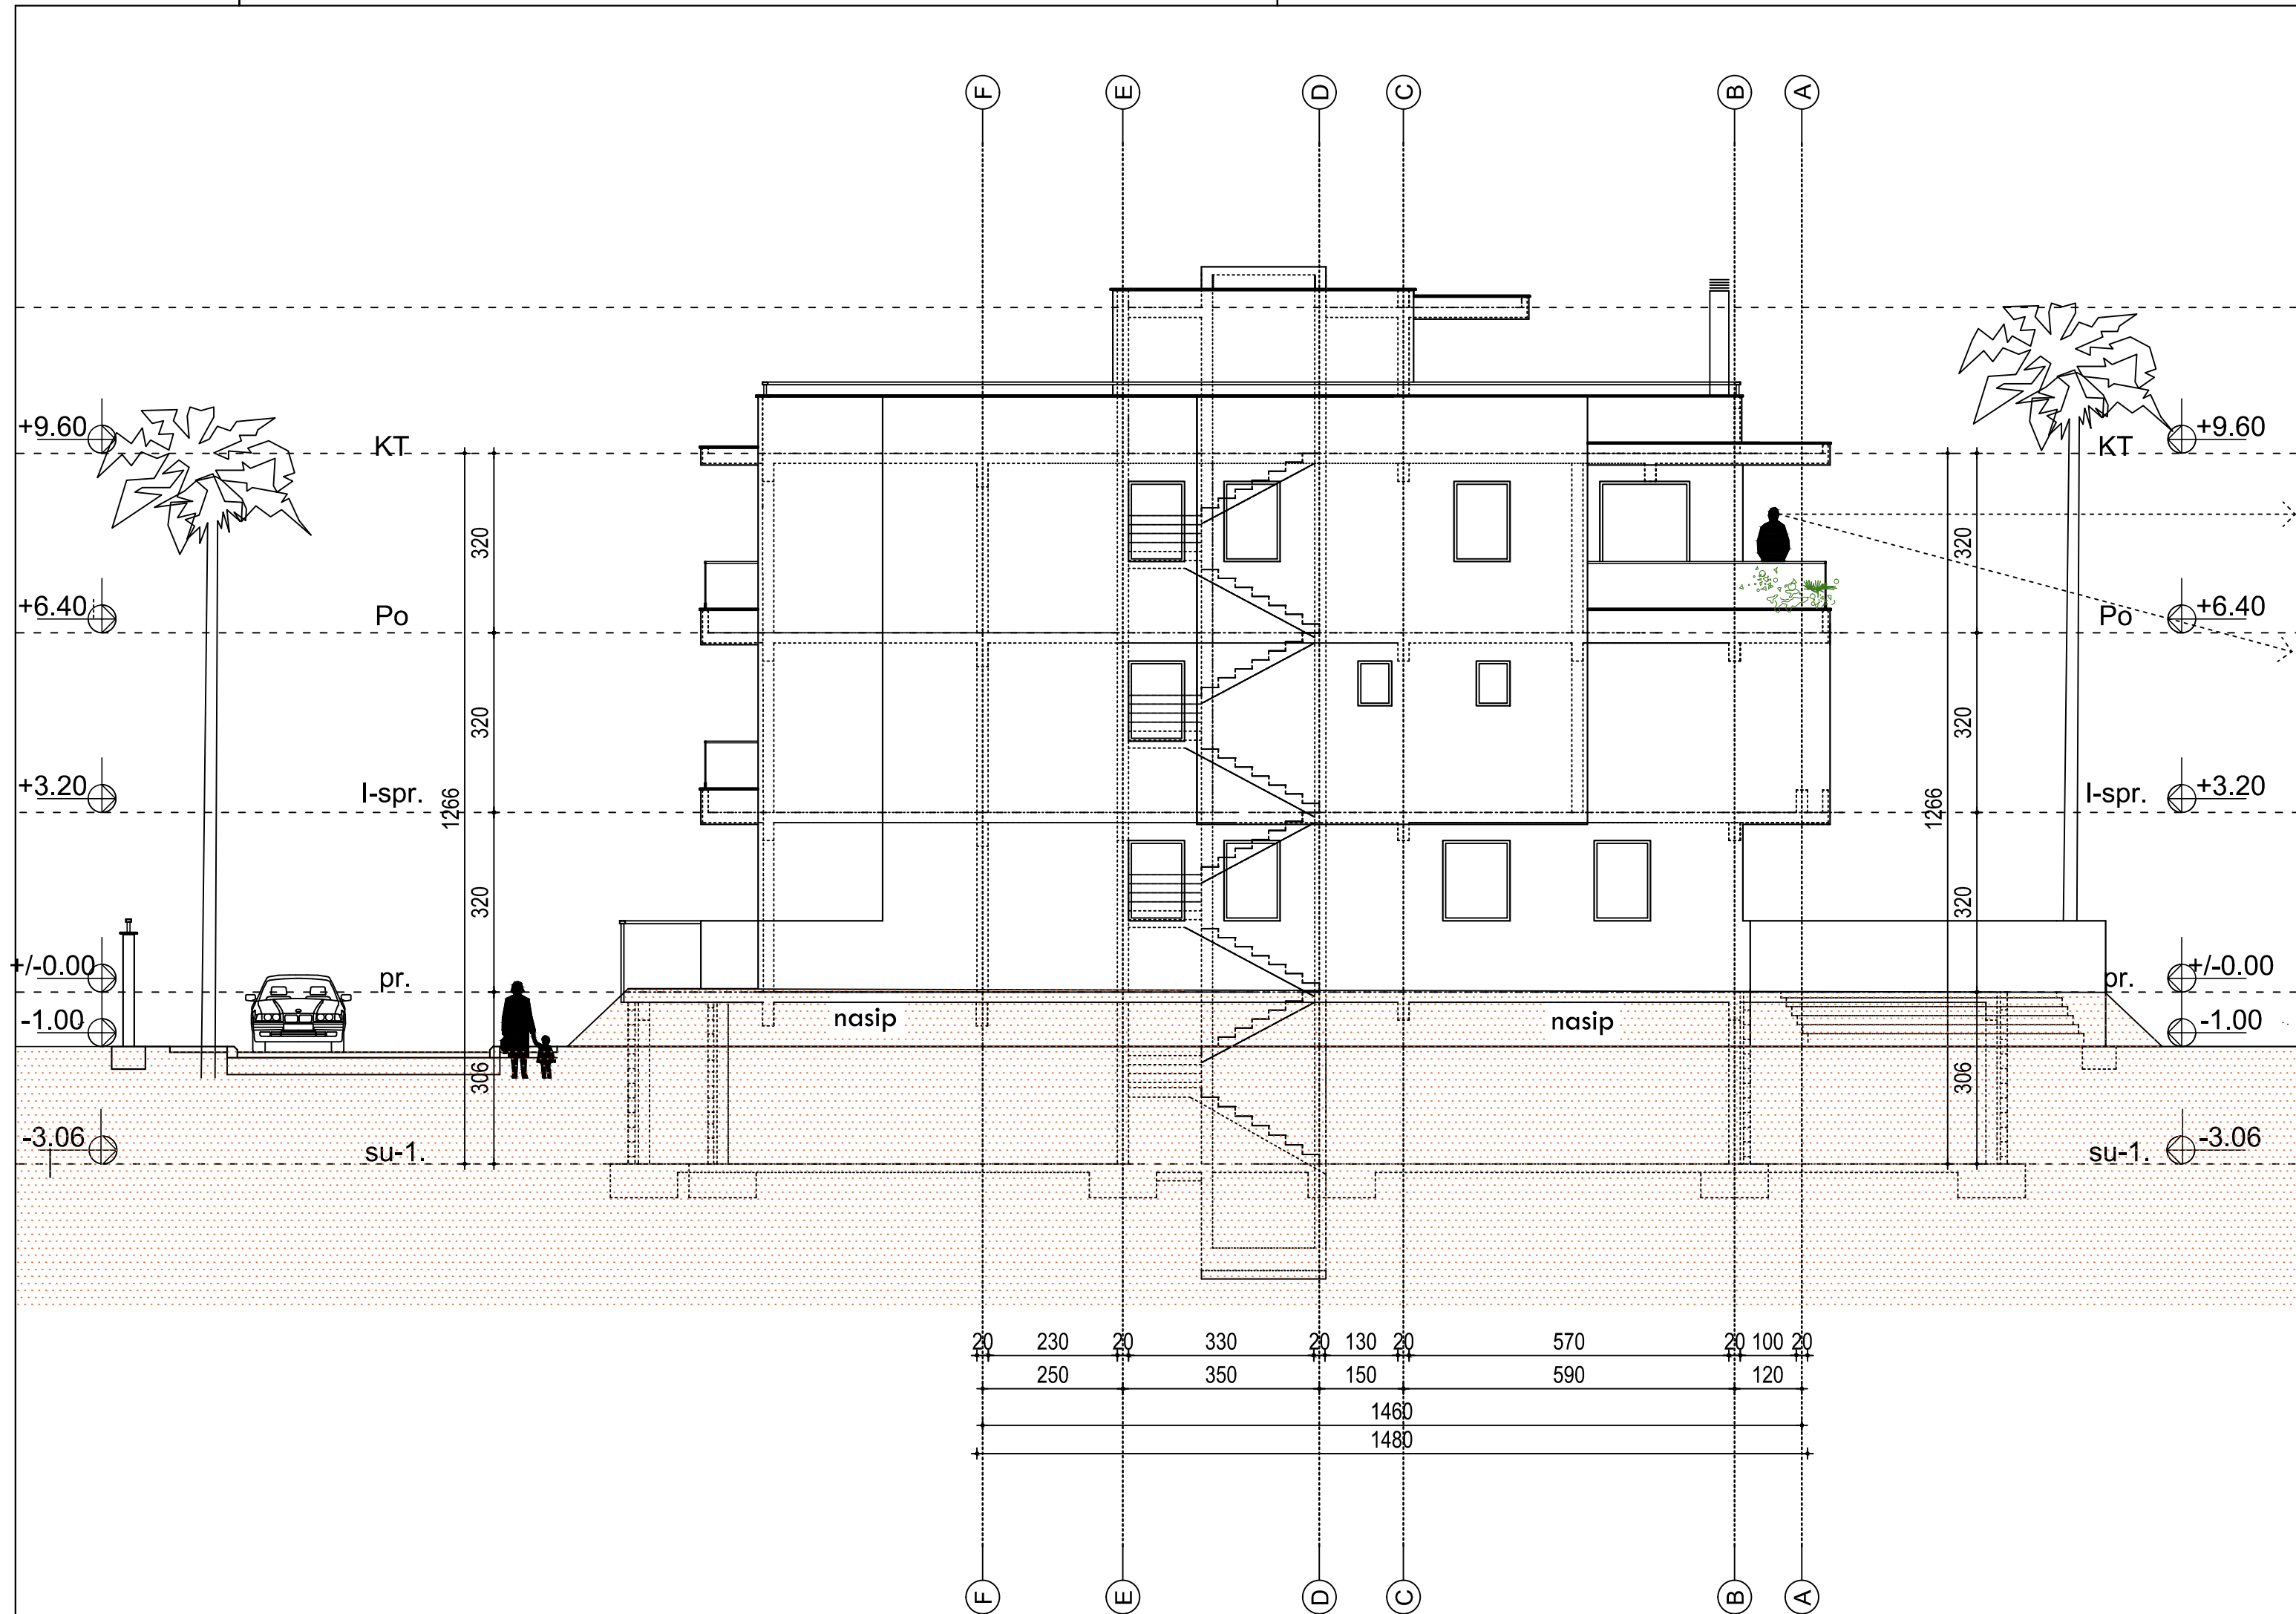 F E D C B A
+9.60 KT KT +9.60
320 320
+6.40 Po Po +6.40
320 320
+3.20 I-spr. I-spr. +3.20
1266 1266
320 320
+/-0.00 pr. pr. +/-0.00
-1.00 nasip nasip -1.00
306 306
-3.06 su-1. su-1. -3.06
20 230 20 330 20 130 20 570 20 100 20
250 350 150 590 120
1460
1480
F E D C B A